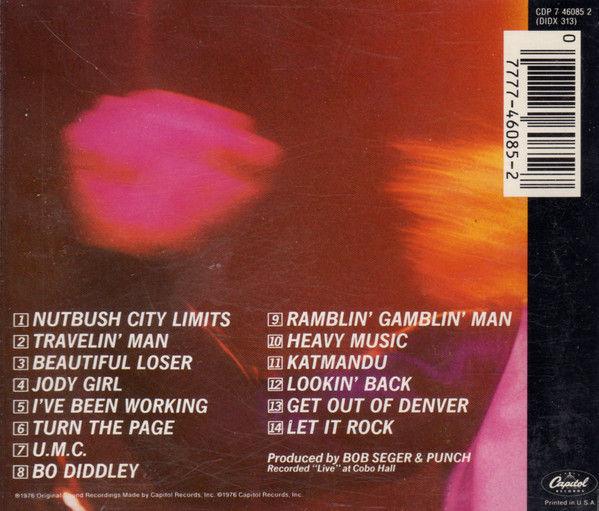 CDP 7 46085 2
(DIDX 313)
0
7777-46085-2
1 NUTBUSH CITY LIMITS
2 TRAVELIN' MAN
3 BEAUTIFUL LOSER
4 JODY GIRL
5 I'VE BEEN WORKING
6 TURN THE PAGE
7 U.M.C.
8 BO DIDDLEY
9 RAMBLIN' GAMBLIN' MAN
10 HEAVY MUSIC
11 KATMANDU
12 LOOKIN' BACK
13 GET OUT OF DENVER
14 LET IT ROCK
Produced by BOB SEGER & PUNCH
Recorded "Live" at Cobo Hall
℗1976 Original Sound Recordings Made by Capitol Records, Inc. ©1976 Capitol Records, Inc.
Capitol
RECORDS
Printed in U.S.A.